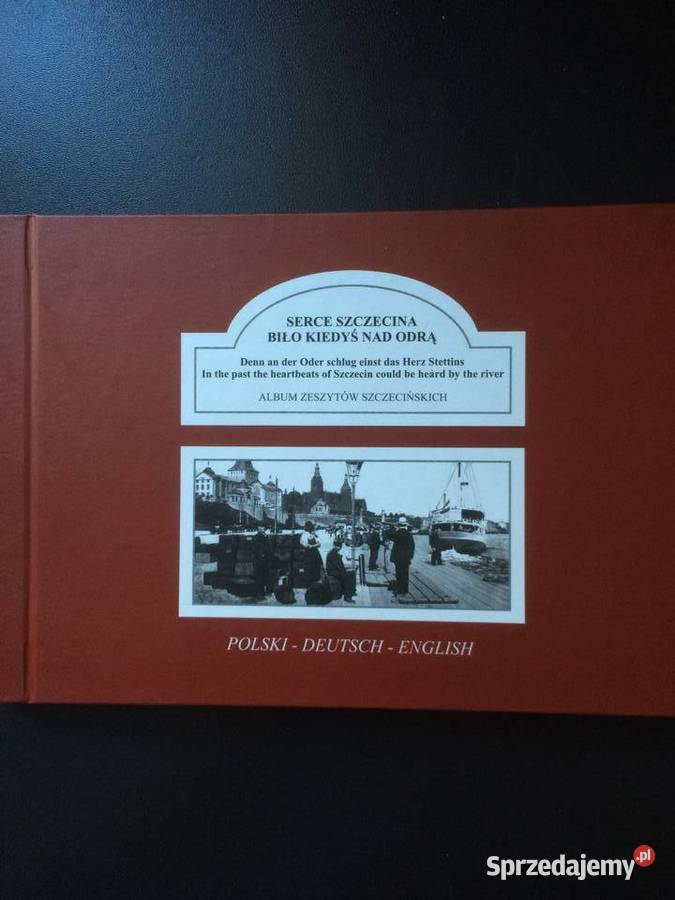 SERCE SZCZECINA
BIŁO KIEDYŚ NAD ODRĄ
Denn an der Oder schlug einst das Herz Stettins
In the past the heartbeats of Szczecin could be heard by the river
ALBUM ZESZYTÓW SZCZECIŃSKICH
POLSKI - DEUTSCH - ENGLISH
Sprzedajemy.pl